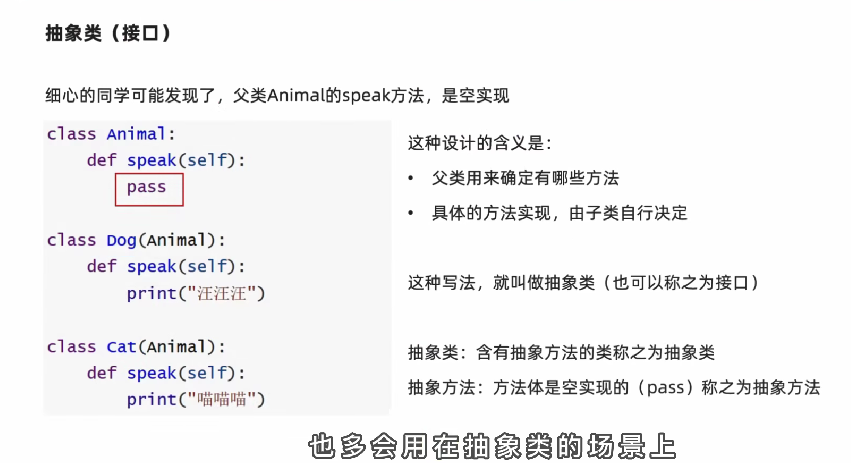 抽象类（接口）
细心的同学可能发现了，父类Animal的speak方法，是空实现
class Animal:
    def speak(self):
        pass
class Dog(Animal):
    def speak(self):
        print("汪汪汪")
class Cat(Animal):
    def speak(self):
        print("喵喵喵")
这种设计的含义是：
• 父类用来确定有哪些方法
• 具体的方法实现，由子类自行决定
这种写法，就叫做抽象类（也可以称之为接口）
抽象类：含有抽象方法的类称之为抽象类
抽象方法：方法体是空实现的（pass）称之为抽象方法
也多会用在抽象类的场景上